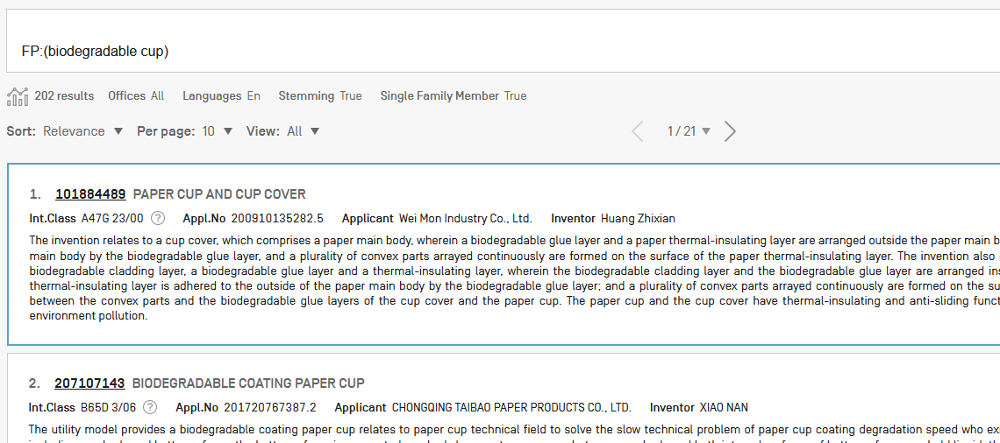 FP:(biodegradable cup)
202 results Offices All Languages En Stemming True Single Family Member True
Sort: Relevance Per page: 10 View: All 1 / 21
1. 101884489 PAPER CUP AND CUP COVER
Int.Class A47G 23/00 ? Appl.No 200910135282.5 Applicant Wei Mon Industry Co., Ltd. Inventor Huang Zhixian
The invention relates to a cup cover, which comprises a paper main body, wherein a biodegradable glue layer and a paper thermal-insulating layer are arranged outside the paper main b
main body by the biodegradable glue layer, and a plurality of convex parts arrayed continuously are formed on the surface of the paper thermal-insulating layer. The invention also
biodegradable cladding layer, a biodegradable glue layer and a thermal-insulating layer, wherein the biodegradable cladding layer and the biodegradable glue layer are arranged ins
thermal-insulating layer is adhered to the outside of the paper main body by the biodegradable glue layer; and a plurality of convex parts arrayed continuously are formed on the su
between the convex parts and the biodegradable glue layers of the cup cover and the paper cup. The paper cup and the cup cover have thermal-insulating and anti-sliding funct
environment pollution.
2. 207107143 BIODEGRADABLE COATING PAPER CUP
Int.Class B65D 3/06 ? Appl.No 201720767387.2 Applicant CHONGQING TAIBAO PAPER PRODUCTS CO., LTD. Inventor XIAO NAN
The utility model provides a biodegradable coating paper cup relates to paper cup technical field to solve the slow technical problem of paper cup coating degradation speed who exi